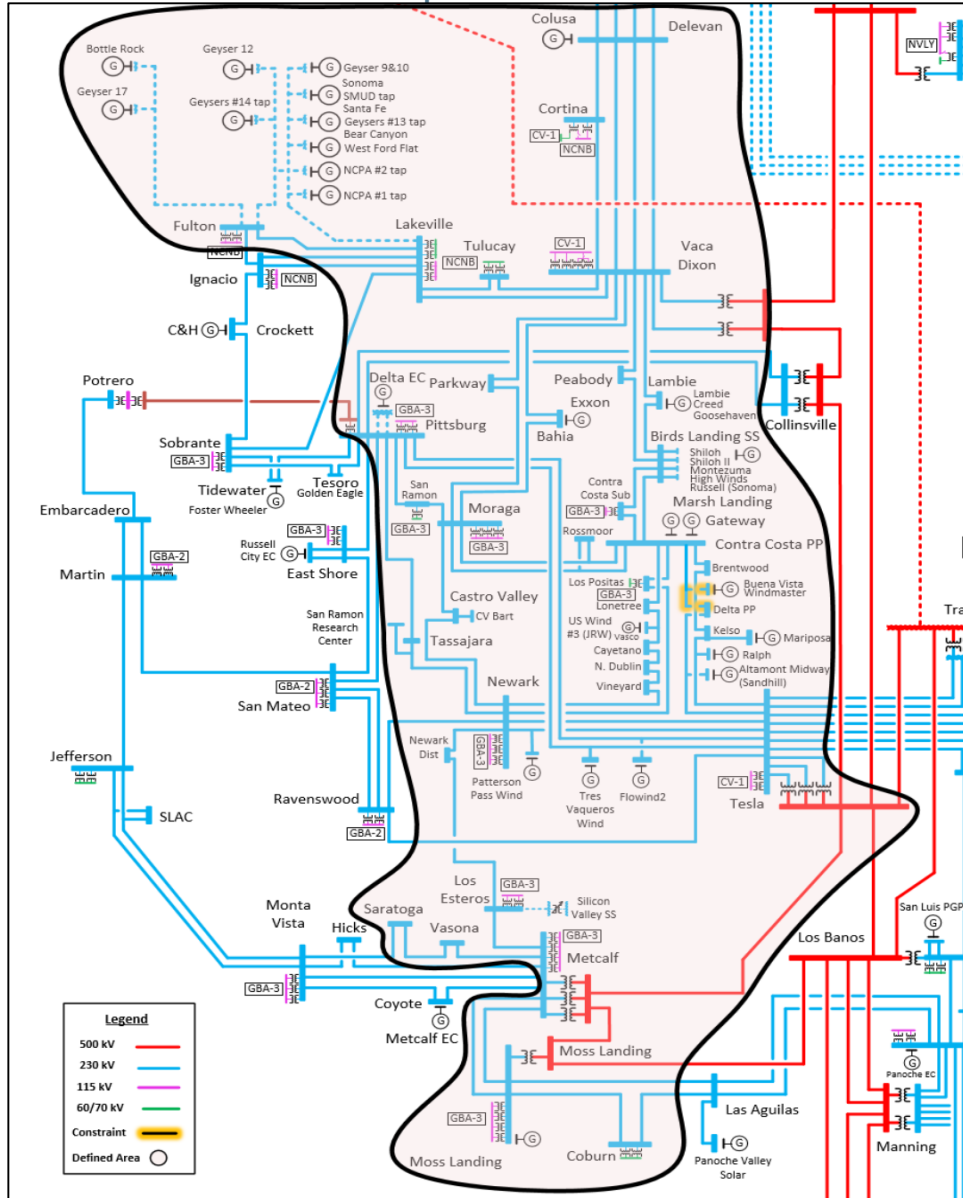 Colusa
G
Delevan
NVLY
Bottle Rock
G
Geyser 12
G
G
Geyser 9&10
Sonoma
G
SMUD tap
Santa Fe
G
Geysers #13 tap
Bear Canyon
G
West Ford Flat
G
NCPA #2 tap
G
NCPA #1 tap
Geyser 17
G
Geysers #14 tap
G
Cortina
CV-1
NCNB
Fulton
NCNB
Lakeville
Tulucay
NCNB
CV-1
Vaca
Dixon
Ignacio
NCNB
C&H
G
Crockett
Potrero
Delta EC
G
Parkway
Peabody
Lambie
G
Lambie
Creed
Goosehaven
Collinsville
GBA-3
Pittsburg
Exxon
G
Bahia
Birds Landing SS
Shiloh
G
Shiloh II
Montezuma
High Winds
Russell (Sonoma)
Sobrante
GBA-3
Tidewater
G
Foster Wheeler
Tesoro
Golden Eagle
San
Ramon
GBA-3
Moraga
GBA-3
Contra
Costa Sub
GBA-3
Rossmoor
Marsh Landing
G
G
Gateway
Contra Costa PP
Embarcadero
GBA-2
Martin
GBA-3
Russell
City EC
G
East Shore
Brentwood
Los Positas
GBA-3
Lonetree
G
Buena Vista
Windmaster
Delta PP
US Wind
#3 (JRW)
G
Vasco
Kelso
G
Mariposa
Cayetano
G
Ralph
N. Dublin
G
Altamont Midway
(Sandhill)
Vineyard
San Ramon
Research
Center
Castro Valley
CV Bart
Tassajara
Tra
GBA-2
San Mateo
Newark
GBA-3
Newark
Dist
Patterson
Pass Wind
G
G
Tres
Vaqueros
Wind
G
Flowind2
CV-1
Tesla
Jefferson
SLAC
Ravenswood
GBA-2
Los
Esteros
GBA-3
Silicon
Valley SS
Monta
Vista
Hicks
Saratoga
Vasona
GBA-3
Metcalf
San Luis PGP
G
Los Banos
GBA-3
Coyote
G
Metcalf EC
Moss Landing
GBA-3
G
Moss Landing
Coburn
Las Aguilas
G
Panoche Valley
Solar
G
Panoche EC
Manning
Legend
500 kV
230 kV
115 kV
60/70 kV
Constraint
Defined Area